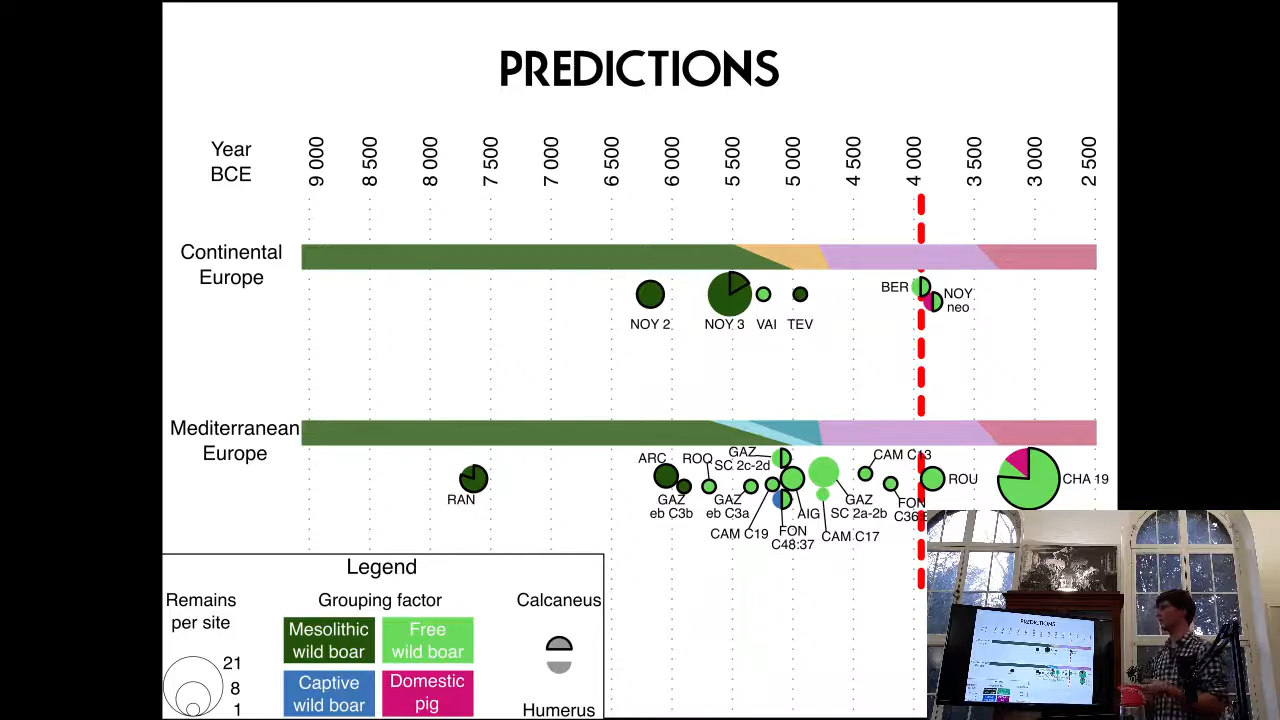 PREDICTIONS
Year
BCE
9 000
8 500
8 000
7 500
7 000
6 500
6 000
5 500
5 000
4 500
4 000
3 500
3 000
2 500
Continental
Europe
BER
NOY
neo
NOY 2
NOY 3
VAI
TEV
Mediterranean
Europe
RAN
ARC
ROQ
GAZ
SC 2c-2d
CAM C13
ROU
CHA 19
GAZ
eb C3b
GAZ
eb C3a
AIG
GAZ
SC 2a-2b
FON
CAM C19
FON
C48:37
CAM C17
Legend
Remains
per site
21
8
1
Grouping factor
Mesolithic
wild boar
Free
wild boar
Captive
wild boar
Domestic
pig
Calcaneus
Humerus
PREDICTIONS